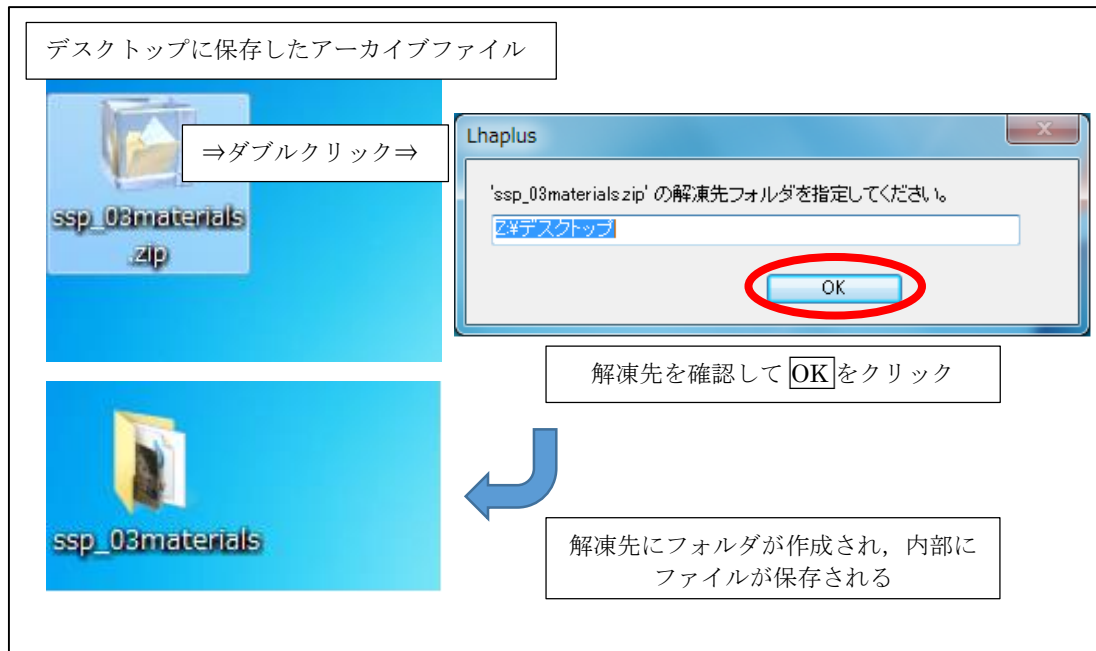 デスクトップに保存したアーカイブファイル
⇒ダブルクリック⇒
ssp_03materials
.zip
Lhaplus
'ssp_03materials.zip' の解凍先フォルダを指定してください。
Z:¥デスクトップ
OK
解凍先を確認して OK をクリック
ssp_03materials
解凍先にフォルダが作成され，内部に
ファイルが保存される